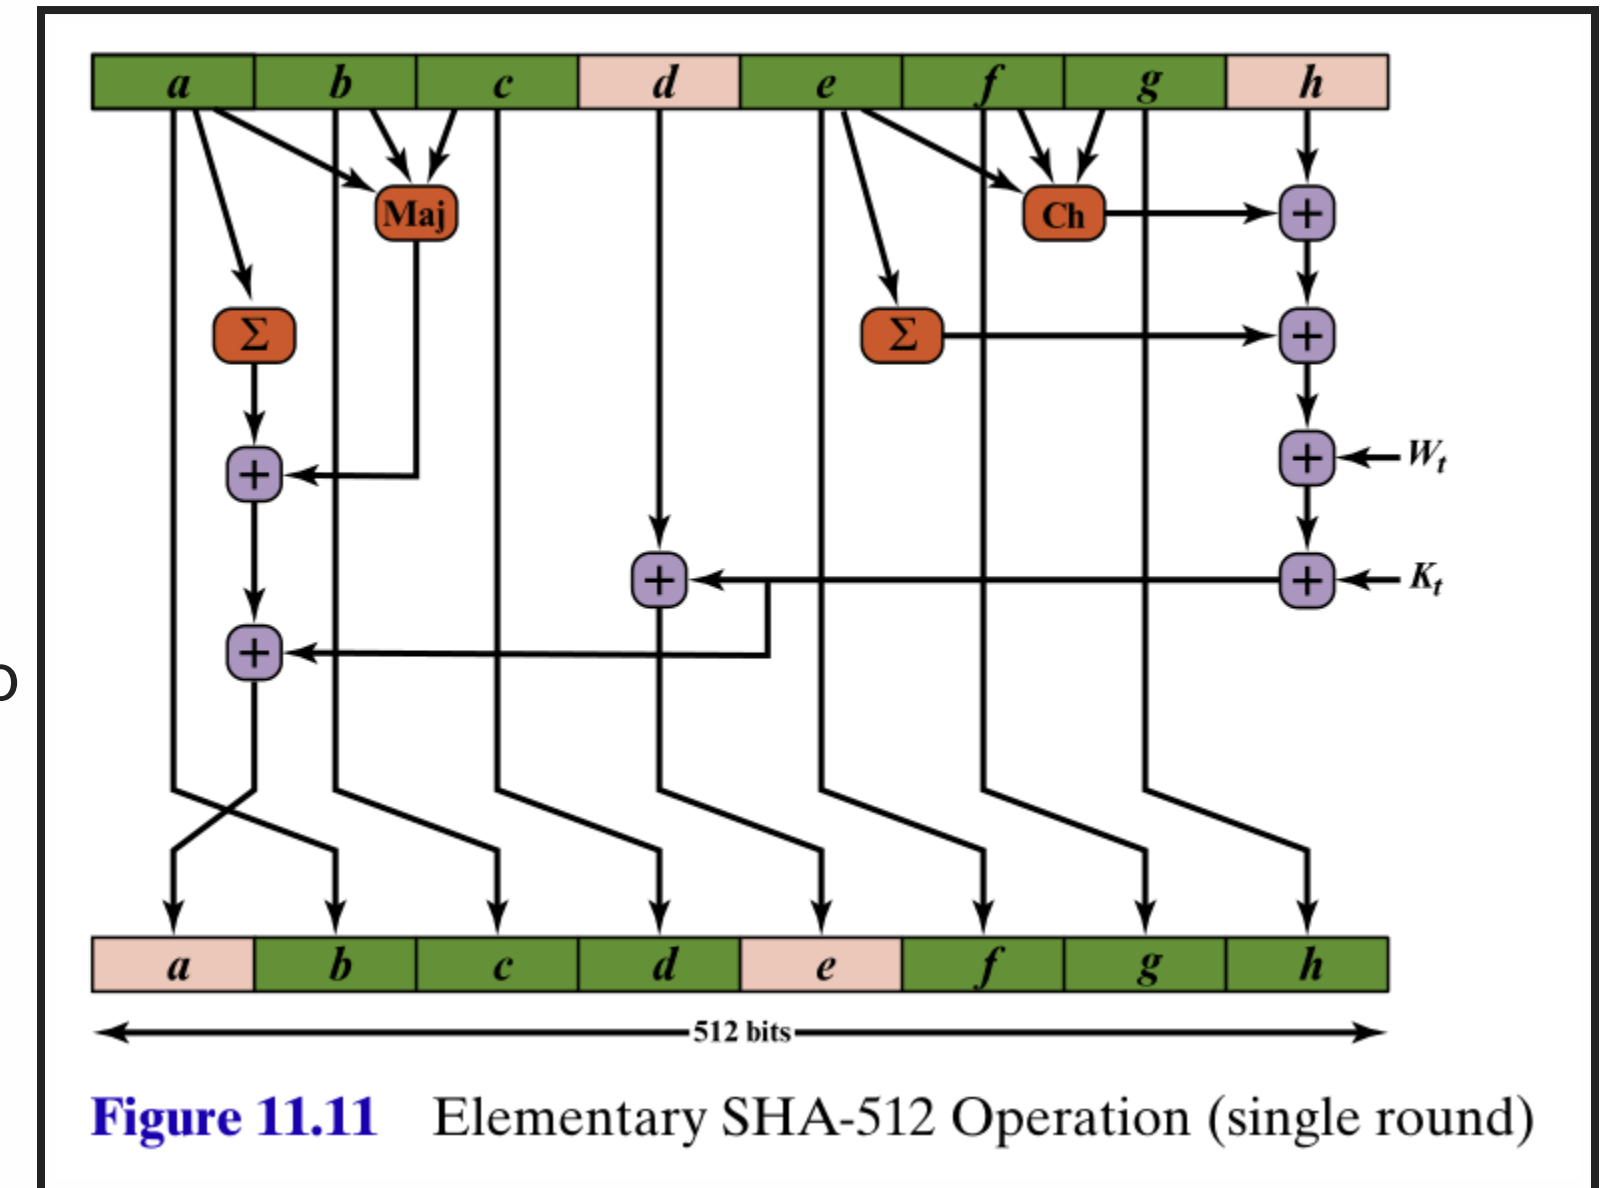 a b c d e f g h
Maj Ch +
Σ Σ +
+ + W_t
+ + K_t
+
a b c d e f g h
512 bits
Figure 11.11 Elementary SHA-512 Operation (single round)